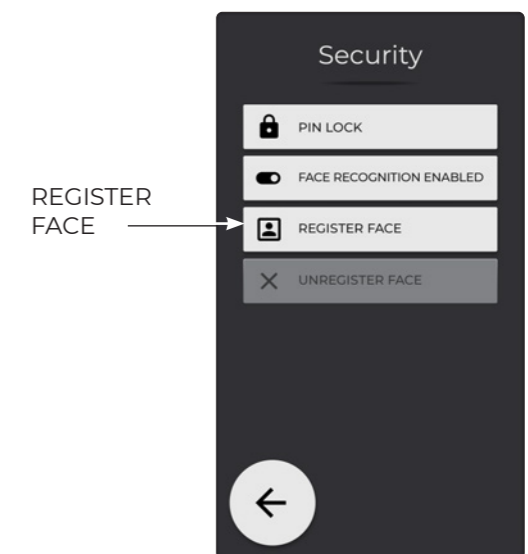 Security
PIN LOCK
FACE RECOGNITION ENABLED
REGISTER
FACE
REGISTER FACE
UNREGISTER FACE